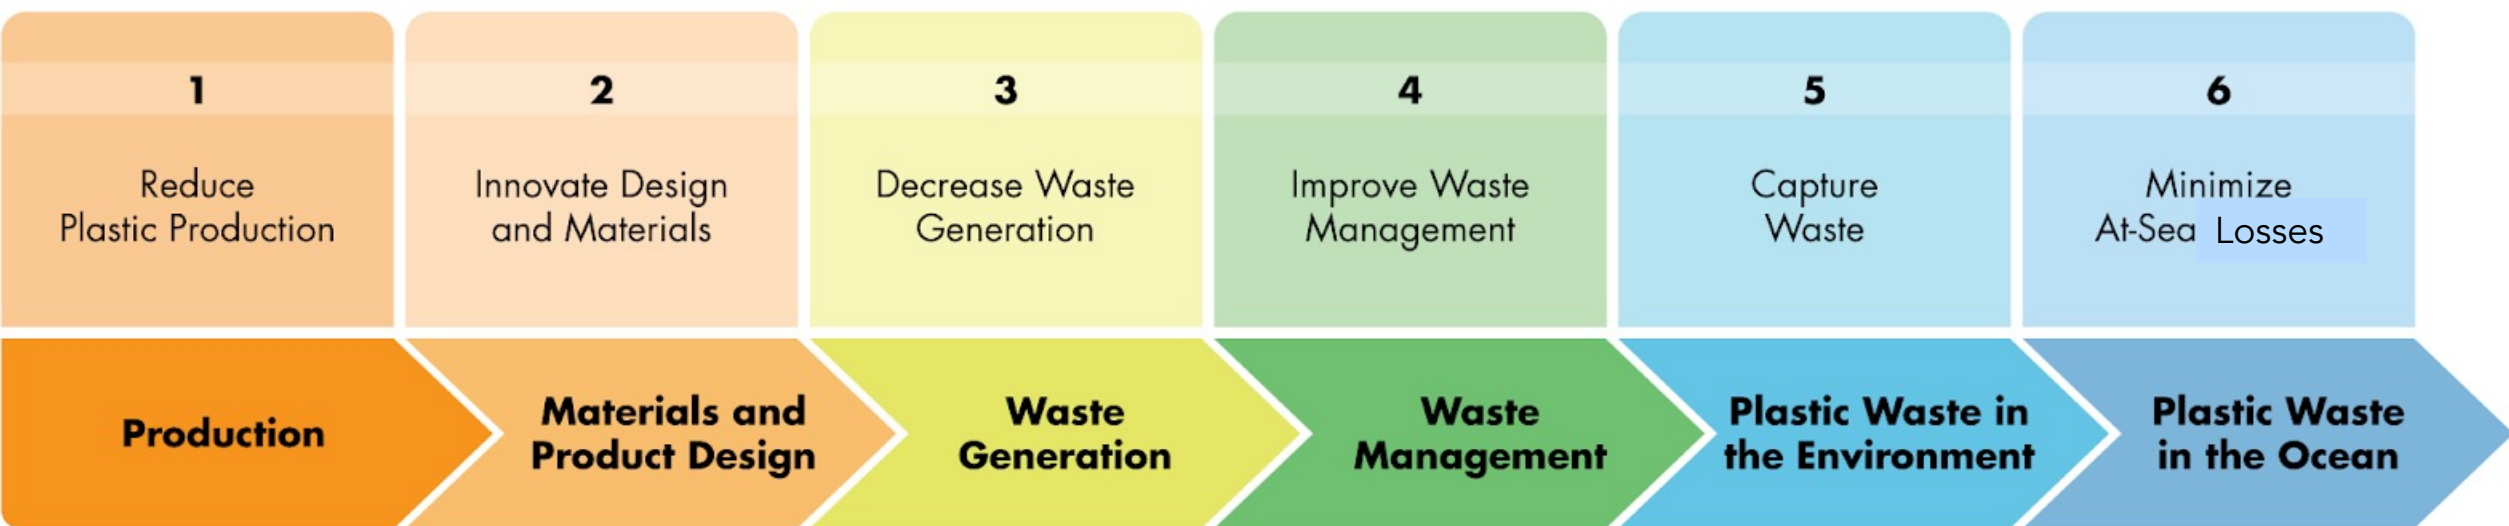 1
Reduce
Plastic Production
2
Innovate Design
and Materials
3
Decrease Waste
Generation
4
Improve Waste
Management
5
Capture
Waste
6
Minimize
At-Sea Losses
Production
Materials and
Product Design
Waste
Generation
Waste
Management
Plastic Waste in
the Environment
Plastic Waste
in the Ocean